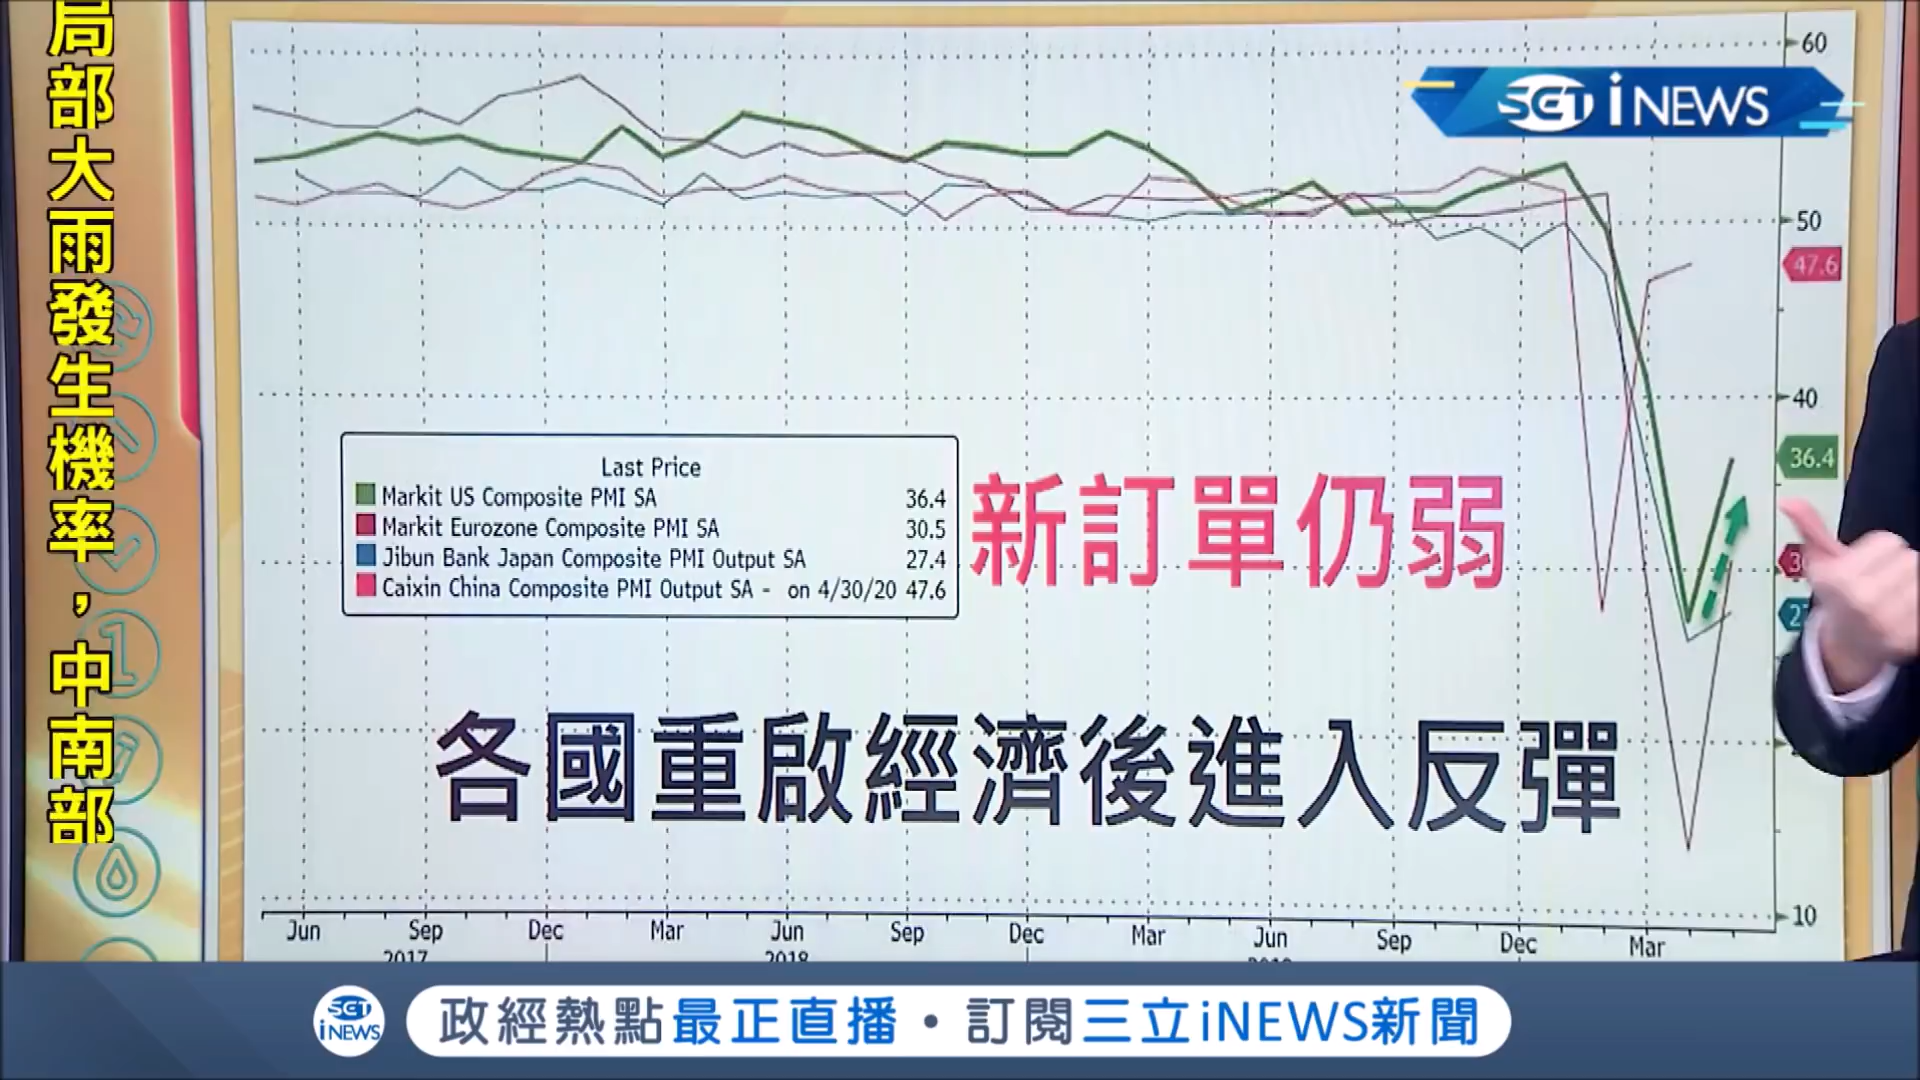 局部大雨發生機率，中南部
SET iNEWS
60
50
47.6
40
36.4
30
27
10
Last Price
Markit US Composite PMI SA 36.4
Markit Eurozone Composite PMI SA 30.5
Jibun Bank Japan Composite PMI Output SA 27.4
Caixin China Composite PMI Output SA - on 4/30/20 47.6
新訂單仍弱
各國重啟經濟後進入反彈
Jun Sep Dec Mar Jun Sep Dec Mar Jun Sep Dec Mar
2017 2018
SET iNEWS
政經熱點最正直播・訂閱三立iNEWS新聞